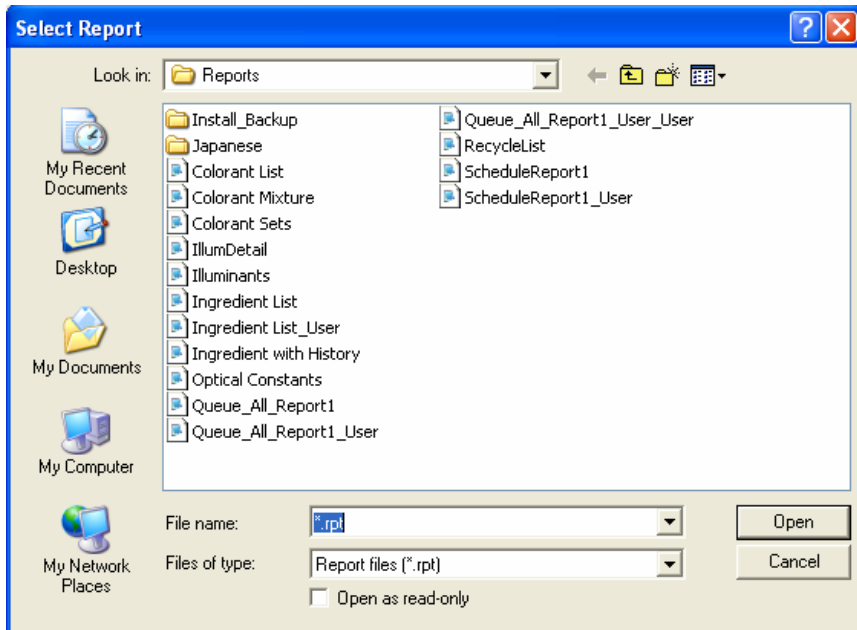 Select Report
Look in: Reports
My Recent
Documents
Desktop
My Documents
My Computer
My Network
Places
Install_Backup
Japanese
Colorant List
Colorant Mixture
Colorant Sets
IllumDetail
Illuminants
Ingredient List
Ingredient List_User
Ingredient with History
Optical Constants
Queue_All_Report1
Queue_All_Report1_User
Queue_All_Report1_User_User
RecycleList
ScheduleReport1
ScheduleReport1_User
File name: *.rpt Open
Files of type: Report files (*.rpt) Cancel
Open as read-only